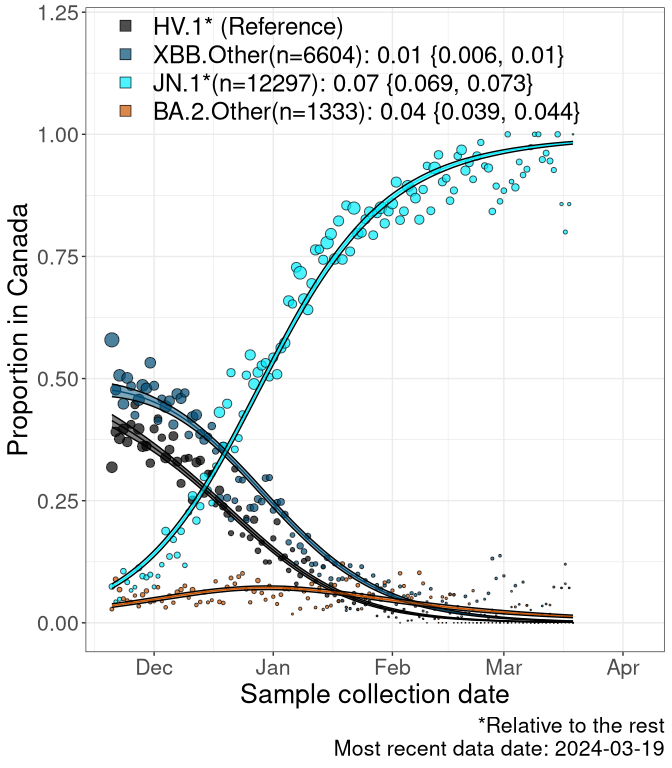 1.25
HV.1* (Reference)
XBB.Other(n=6604): 0.01 {0.006, 0.01}
JN.1*(n=12297): 0.07 {0.069, 0.073}
BA.2.Other(n=1333): 0.04 {0.039, 0.044}
1.00
0.75
0.50
0.25
0.00
Proportion in Canada
Dec Jan Feb Mar Apr
Sample collection date
*Relative to the rest
Most recent data date: 2024-03-19